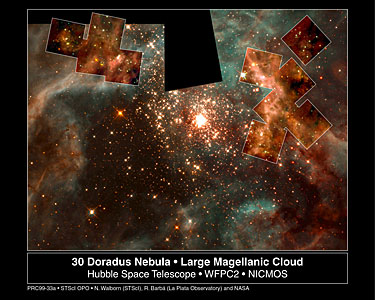 30 Doradus Nebula • Large Magellanic Cloud
Hubble Space Telescope • WFPC2 • NICMOS
PRC99-33a • STScI OPO • N. Walborn (STScI), R. Barbá (La Plata Observatory) and NASA